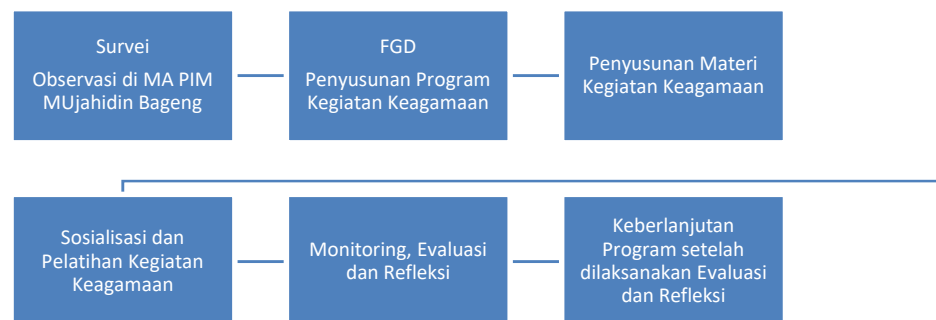 Survei
Observasi di MA PIM
MUjahidin Bageng
FGD
Penyusunan Program
Kegiatan Keagamaan
Penyusunan Materi
Kegiatan Keagamaan
Sosialisasi dan
Pelatihan Kegiatan
Keagamaan
Monitoring, Evaluasi
dan Refleksi
Keberlanjutan
Program setelah
dilaksanakan Evaluasi
dan Refleksi